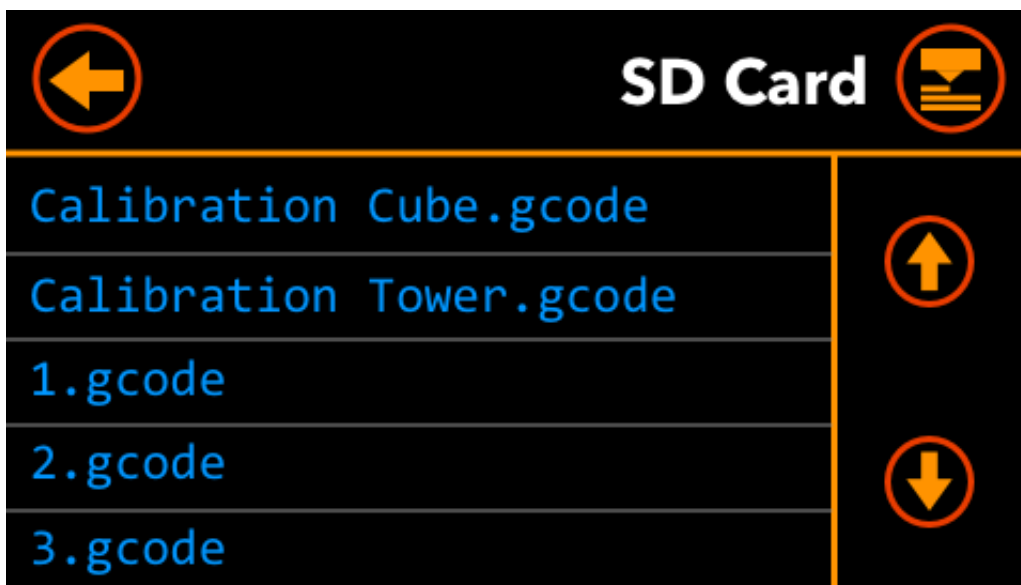 SD Card
Calibration Cube.gcode
Calibration Tower.gcode
1.gcode
2.gcode
3.gcode